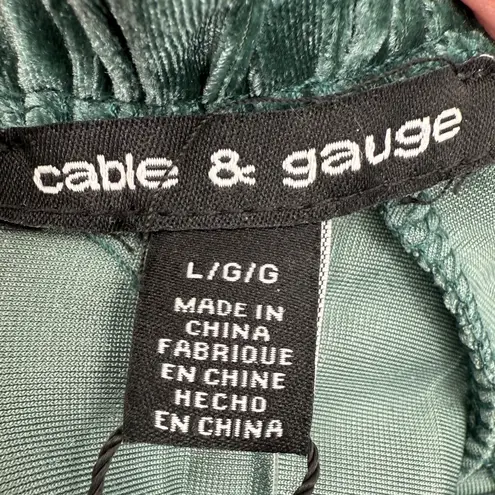 cable & gauge
L/G/G
MADE IN
CHINA
FABRIQUE
EN CHINE
HECHO
EN CHINA